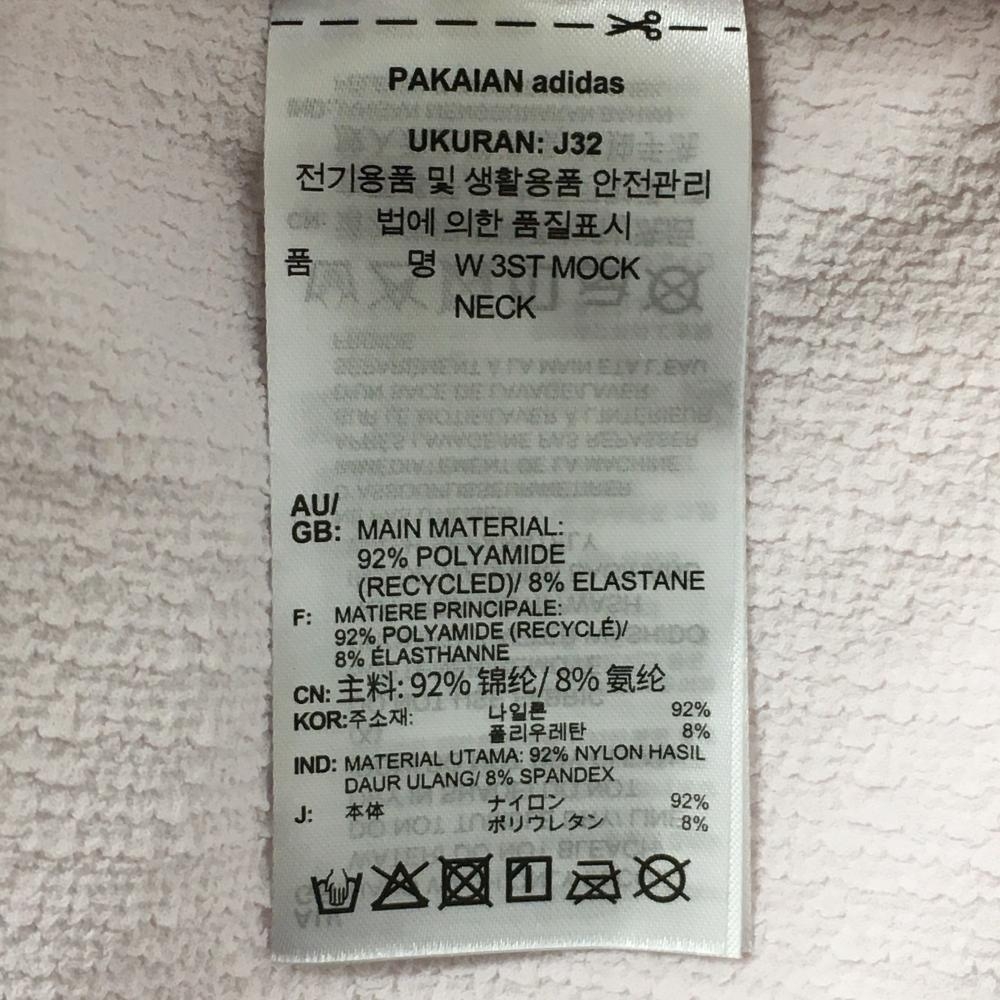 PAKAIAN adidas
UKURAN: J32
전기용품 및 생활용품 안전관리
법에 의한 품질표시
품 명 W 3ST MOCK
NECK
AU/
GB: MAIN MATERIAL:
92% POLYAMIDE
(RECYCLED)/ 8% ELASTANE
F: MATIERE PRINCIPALE:
92% POLYAMIDE (RECYCLÉ)/
8% ÉLASTHANNE
CN: 主料: 92% 锦纶/ 8% 氨纶
KOR: 주소재: 나일론 92%
폴리우레탄 8%
IND: MATERIAL UTAMA: 92% NYLON HASIL
DAUR ULANG/ 8% SPANDEX
J: 本体 ナイロン 92%
ポリウレタン 8%